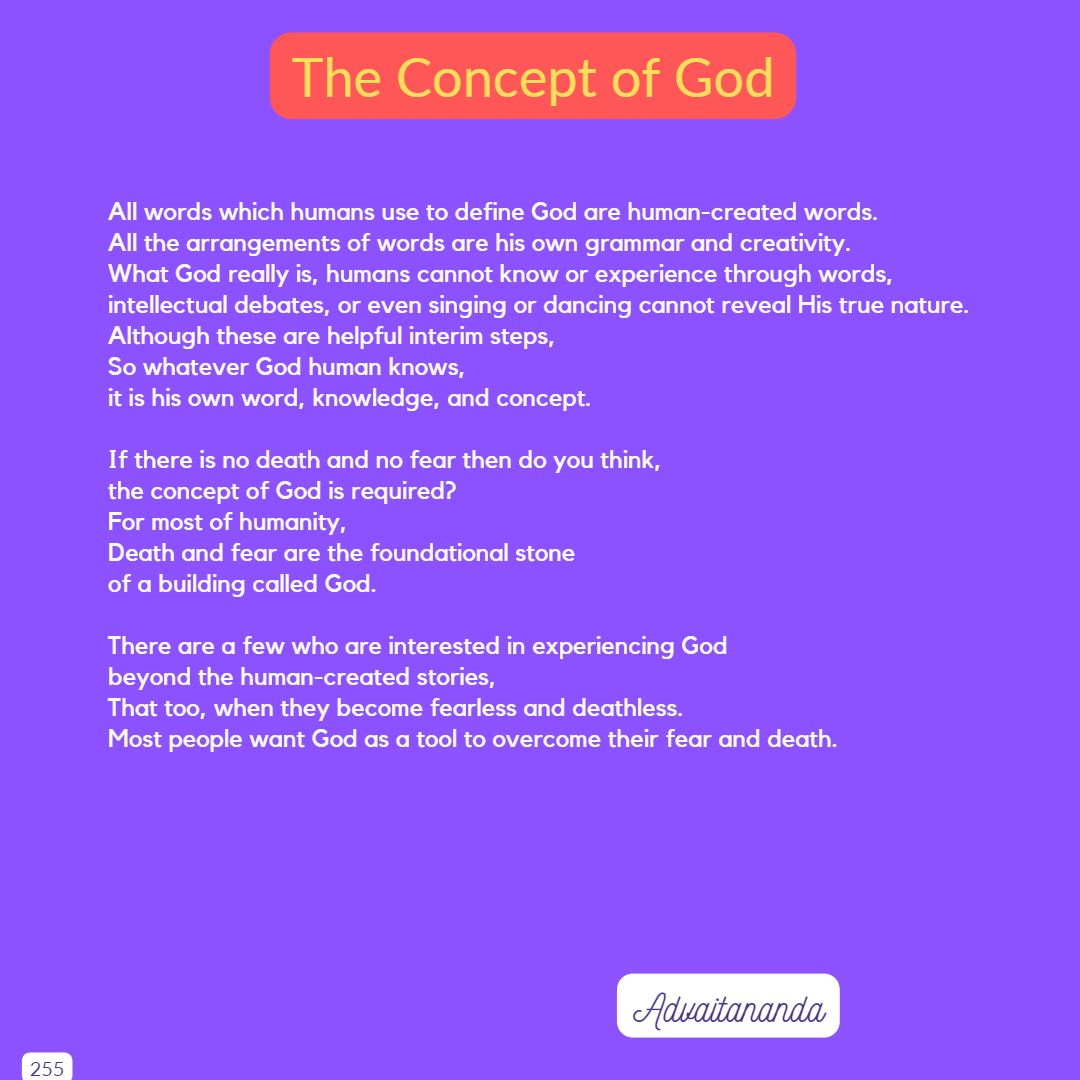 The Concept of God
All words which humans use to define God are human-created words.
All the arrangements of words are his own grammar and creativity.
What God really is, humans cannot know or experience through words,
intellectual debates, or even singing or dancing cannot reveal His true nature.
Although these are helpful interim steps,
So whatever God human knows,
it is his own word, knowledge, and concept.
If there is no death and no fear then do you think,
the concept of God is required?
For most of humanity,
Death and fear are the foundational stone
of a building called God.
There are a few who are interested in experiencing God
beyond the human-created stories,
That too, when they become fearless and deathless.
Most people want God as a tool to overcome their fear and death.
Advaitananda
255